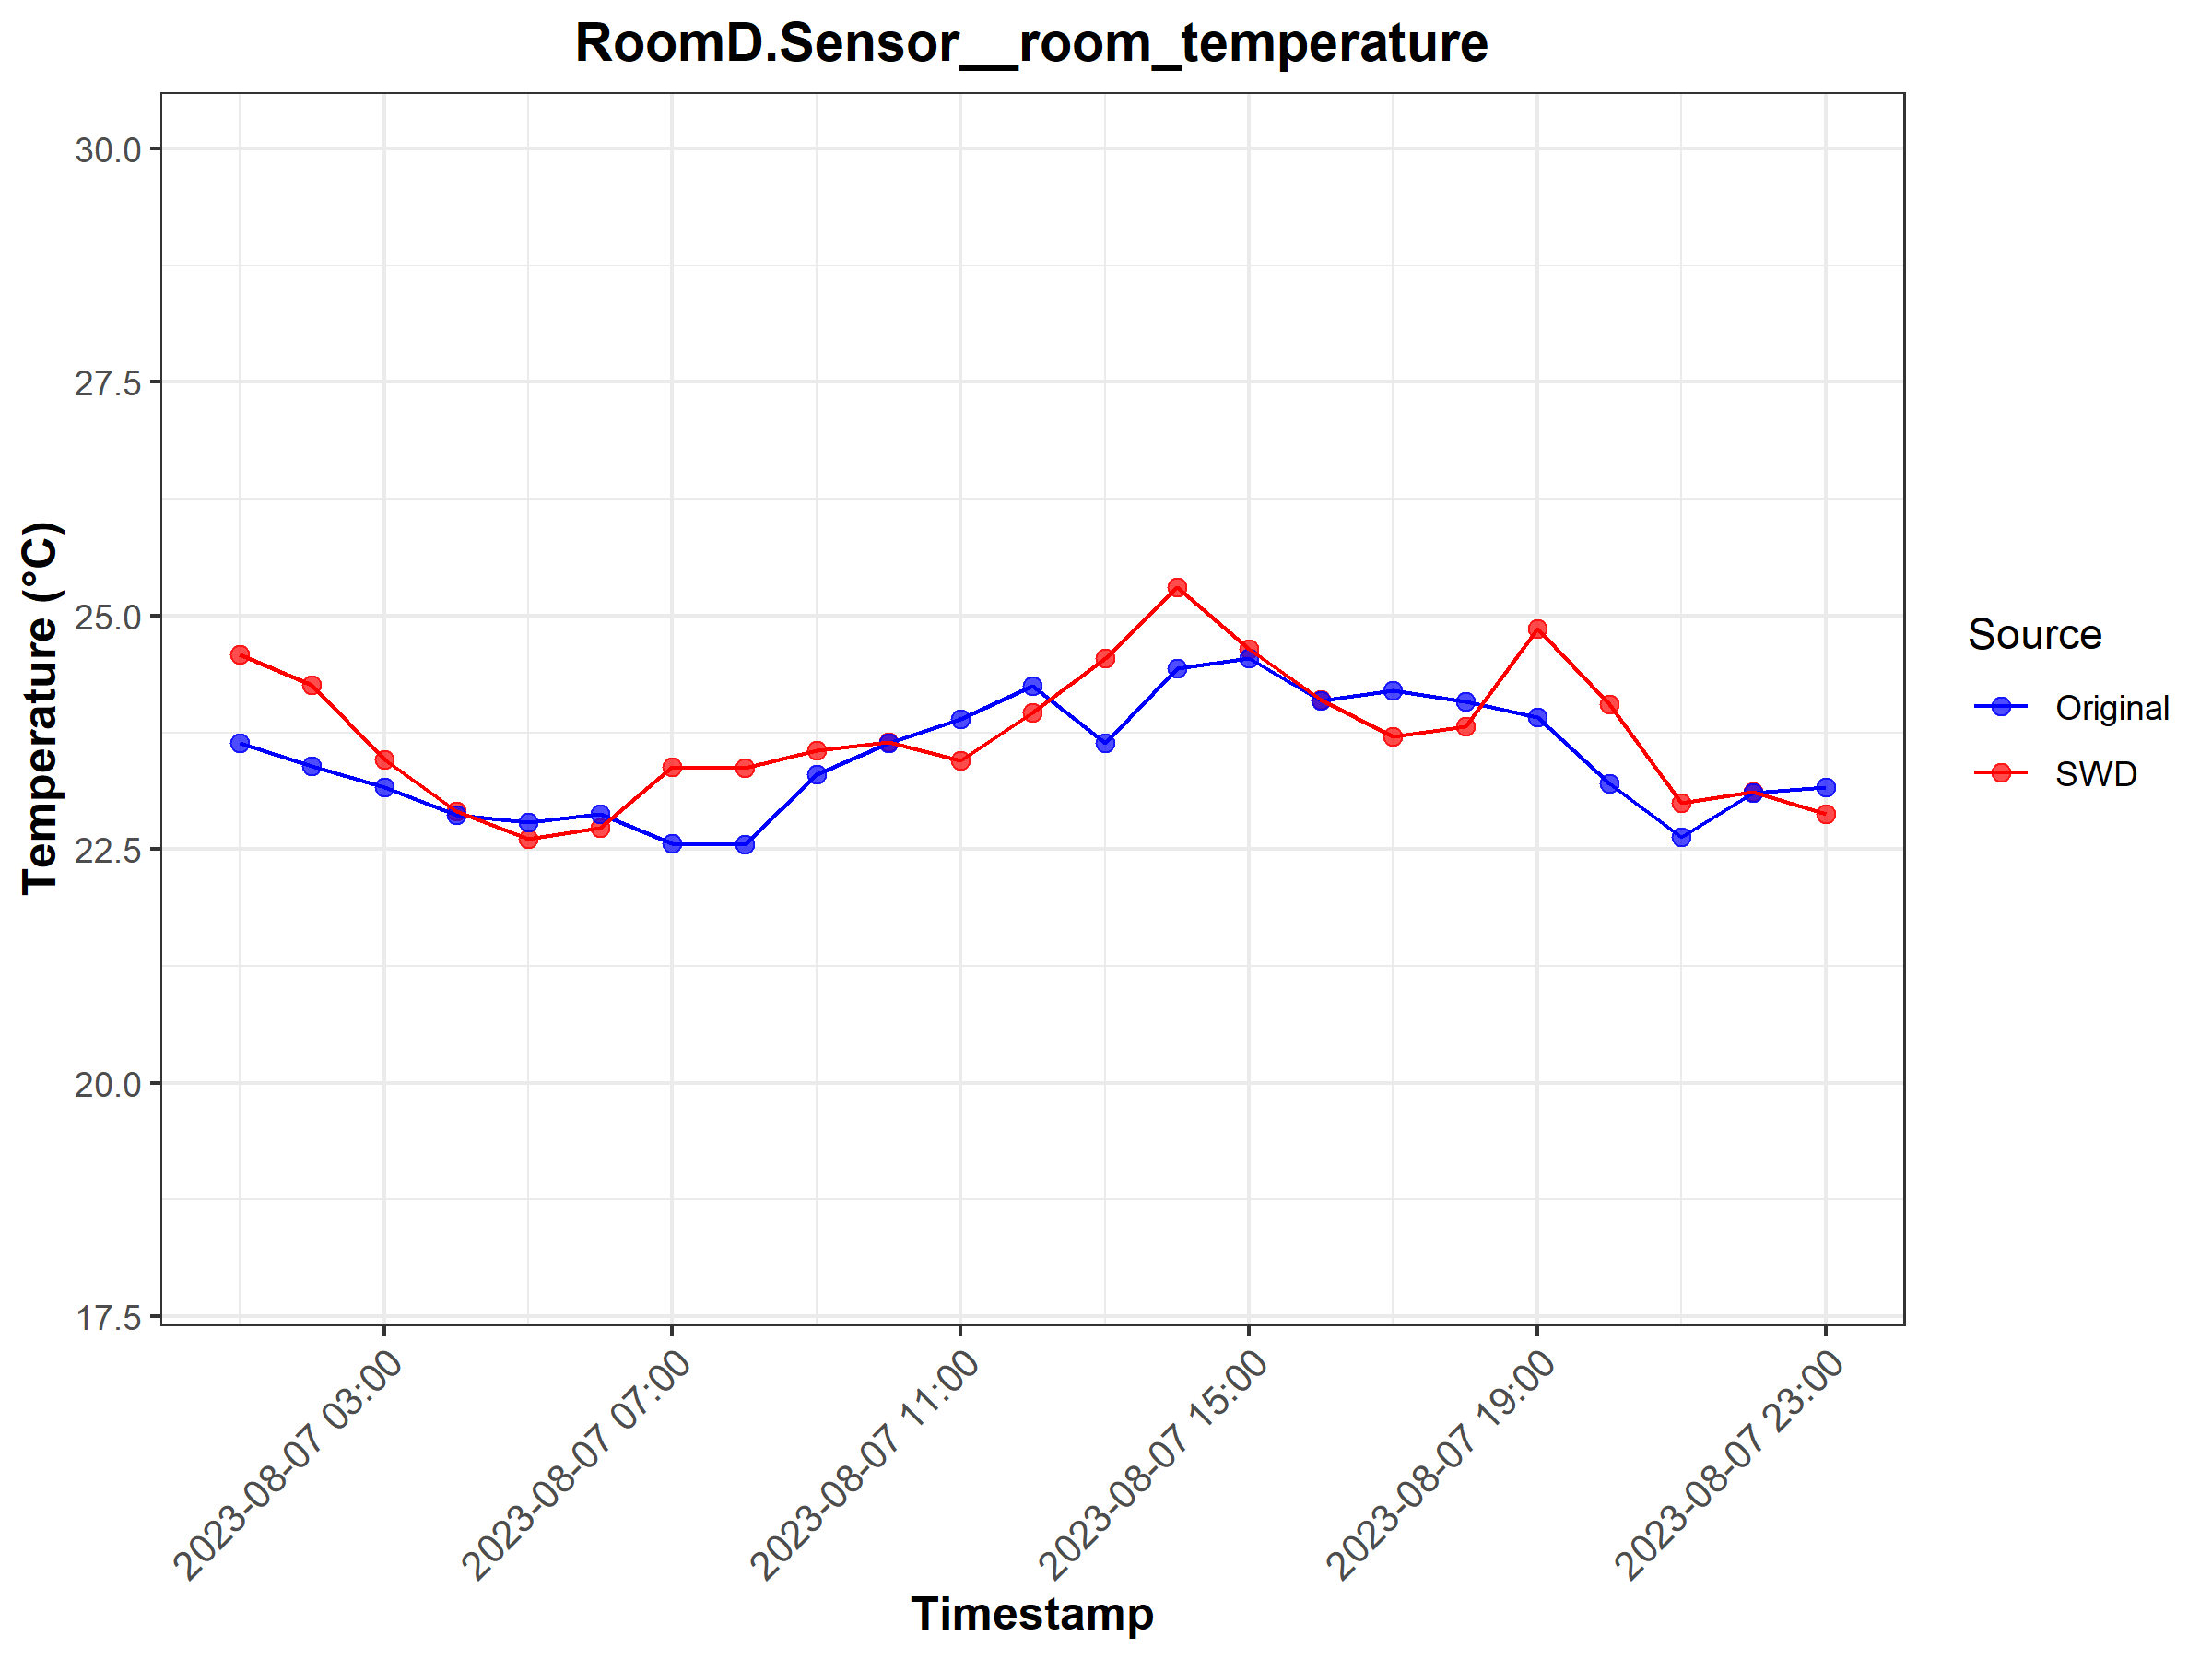 RoomD.Sensor__room_temperature
Temperature (°C)
30.0
27.5
25.0
22.5
20.0
17.5
2023-08-07 03:00
2023-08-07 07:00
2023-08-07 11:00
2023-08-07 15:00
2023-08-07 19:00
2023-08-07 23:00
Timestamp
Source
Original
SWD